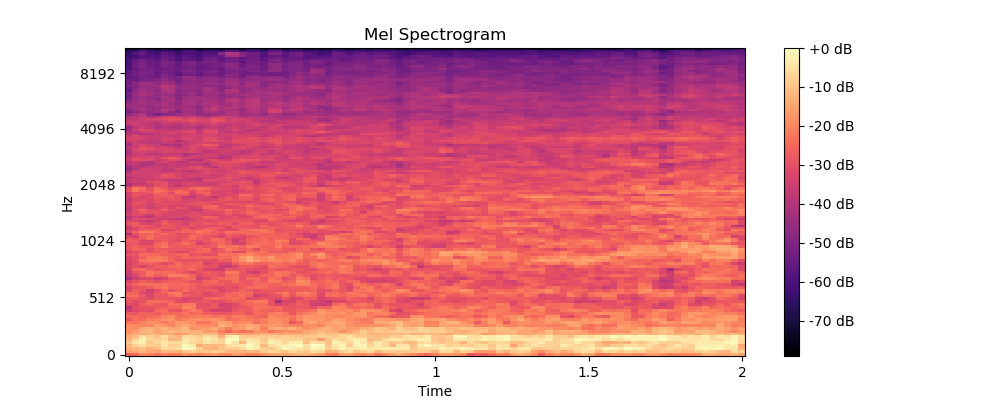 Mel Spectrogram
Hz
8192
4096
2048
1024
512
0
0 0.5 1 1.5 2
Time
+0 dB
-10 dB
-20 dB
-30 dB
-40 dB
-50 dB
-60 dB
-70 dB